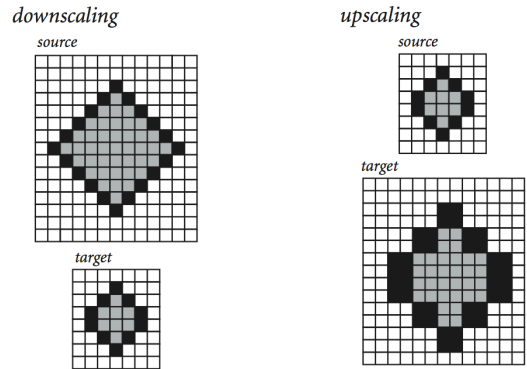 downscaling
source
target
upscaling
source
target